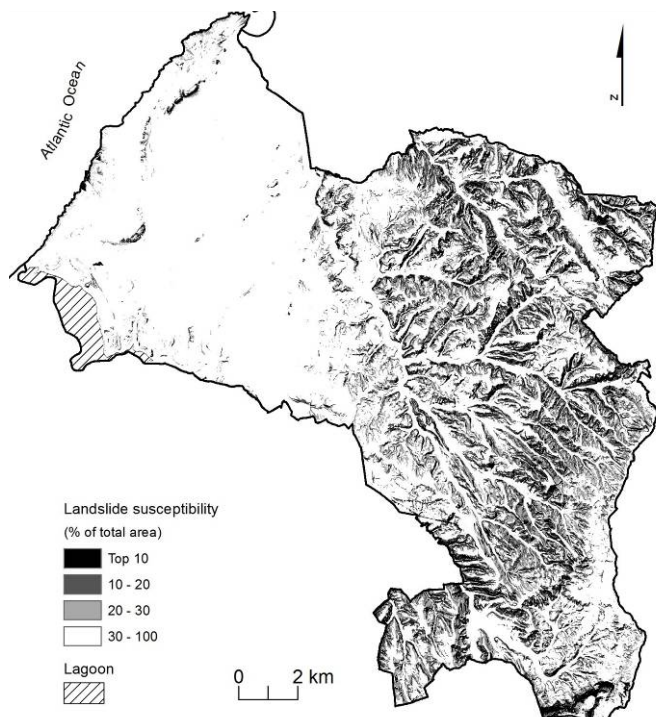 Atlantic Ocean
z
Landslide susceptibility
(% of total area)
Top 10
10 - 20
20 - 30
30 - 100
Lagoon
0 2 km